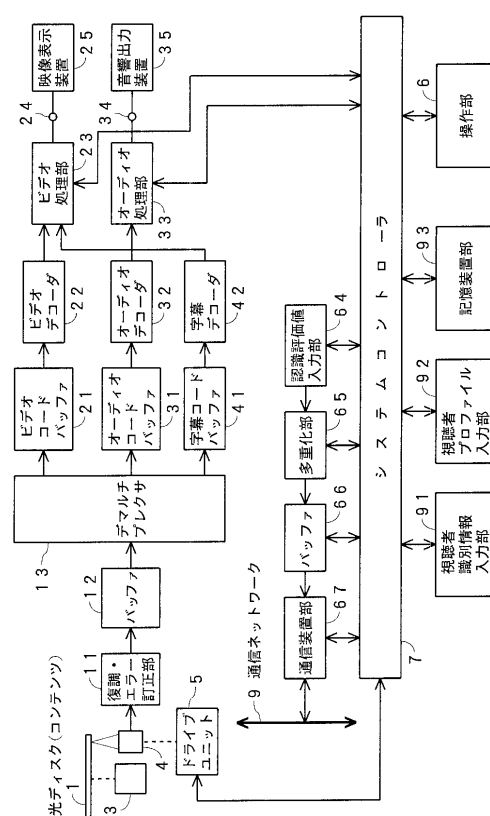 光ディスク(コンテンツ)
1
3
4
5
ドライブ
ユニット
11
復調・
エラー
訂正部
12
バッファ
13
デマルチ
プレクサ
21
ビデオ
コード
バッファ
22
ビデオ
デコーダ
23
ビデオ
処理部
24
25
映像表示
装置
31
オーディオ
コード
バッファ
32
オーディオ
デコーダ
33
オーディオ
処理部
34
35
音響出力
装置
41
字幕コード
バッファ
42
字幕
デコーダ
9 通信ネットワーク
67
通信装置部
66
バッファ
65
多重化部
64
認識評価値
入力部
7
システムコントローラ
91
視聴者
識別情報
入力部
92
視聴者
プロファイル
入力部
93
記憶装置部
6
操作部